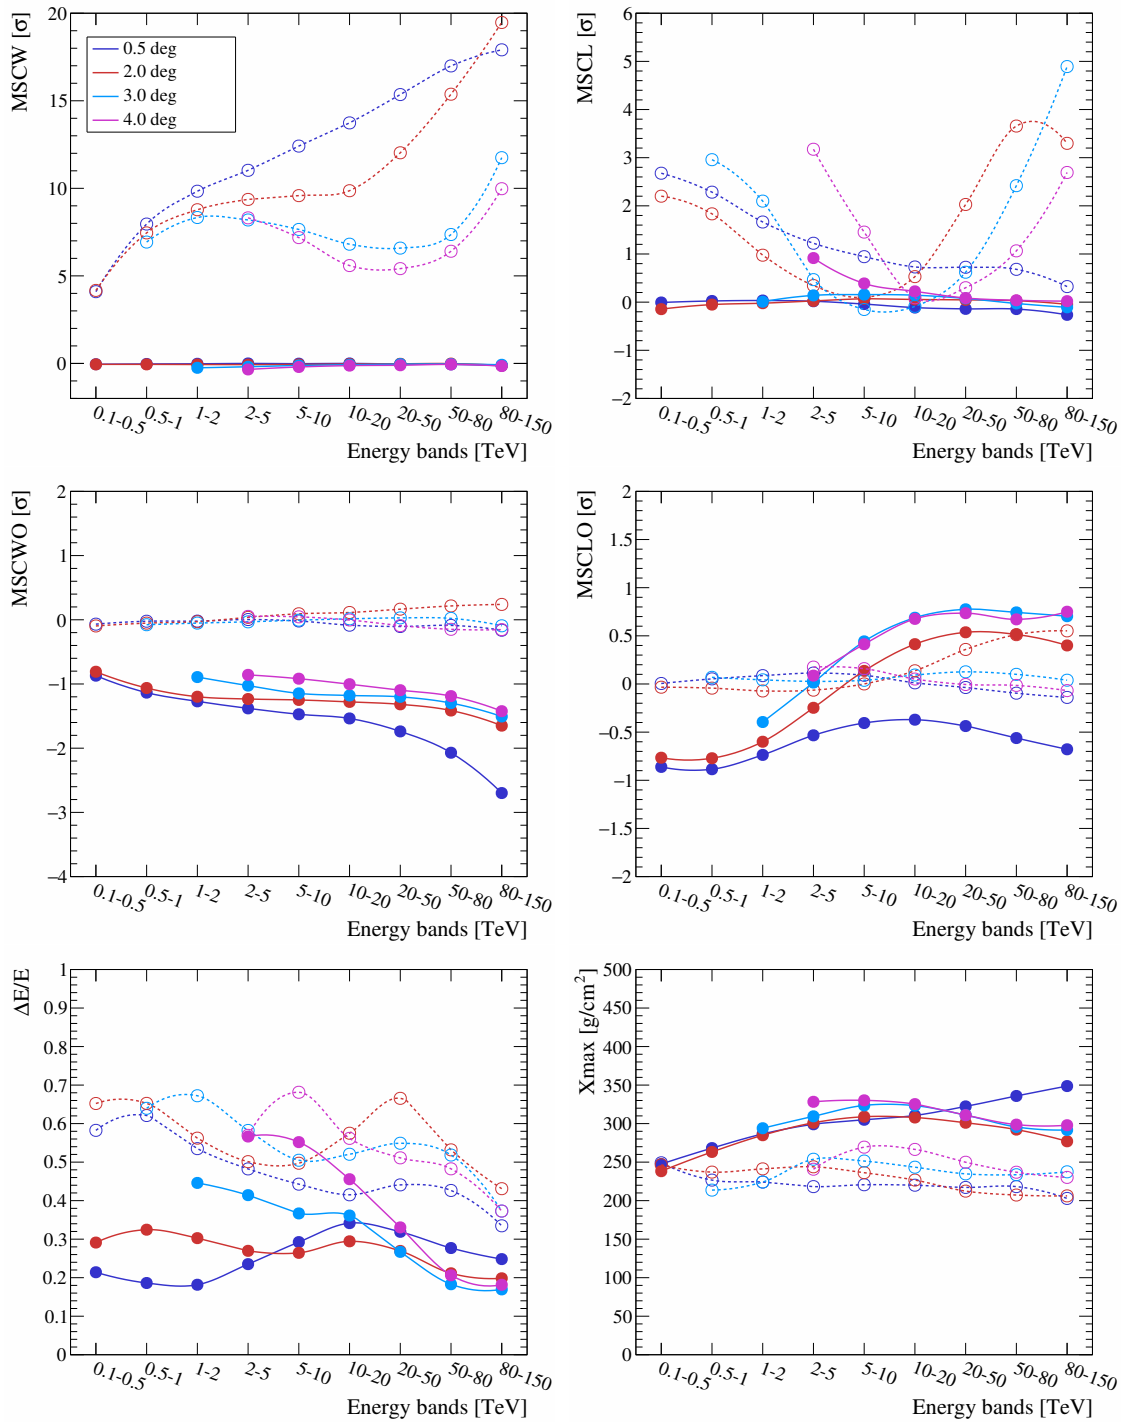 MSCW [σ]
20
15
10
5
0
0.5 deg
2.0 deg
3.0 deg
4.0 deg
0.1-0.5 0.5-1 1-2 2-5 5-10 10-20 20-50 50-80 80-150
Energy bands [TeV]
MSCL [σ]
6
5
4
3
2
1
0
−1
−2
0.1-0.5 0.5-1 1-2 2-5 5-10 10-20 20-50 50-80 80-150
Energy bands [TeV]
MSCWO [σ]
2
1
0
−1
−2
−3
−4
0.1-0.5 0.5-1 1-2 2-5 5-10 10-20 20-50 50-80 80-150
Energy bands [TeV]
MSCLO [σ]
2
1.5
1
0.5
0
−0.5
−1
−1.5
−2
0.1-0.5 0.5-1 1-2 2-5 5-10 10-20 20-50 50-80 80-150
Energy bands [TeV]
ΔE/E
1
0.9
0.8
0.7
0.6
0.5
0.4
0.3
0.2
0.1
0
0.1-0.5 0.5-1 1-2 2-5 5-10 10-20 20-50 50-80 80-150
Energy bands [TeV]
Xmax [g/cm²]
500
450
400
350
300
250
200
150
100
50
0
0.1-0.5 0.5-1 1-2 2-5 5-10 10-20 20-50 50-80 80-150
Energy bands [TeV]